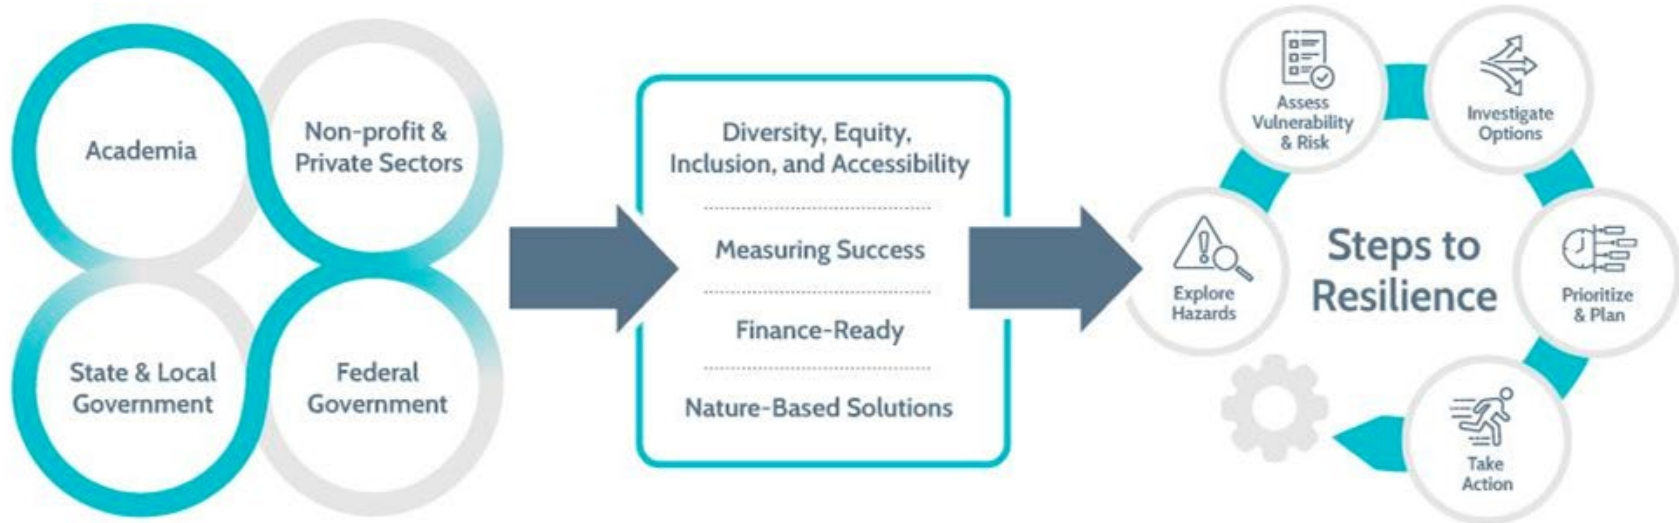 Academia
Non-profit &
Private Sectors
State & Local
Government
Federal
Government
Diversity, Equity,
Inclusion, and Accessibility
Measuring Success
Finance-Ready
Nature-Based Solutions
Steps to
Resilience
Explore
Hazards
Assess
Vulnerability
& Risk
Investigate
Options
Prioritize
& Plan
Take
Action